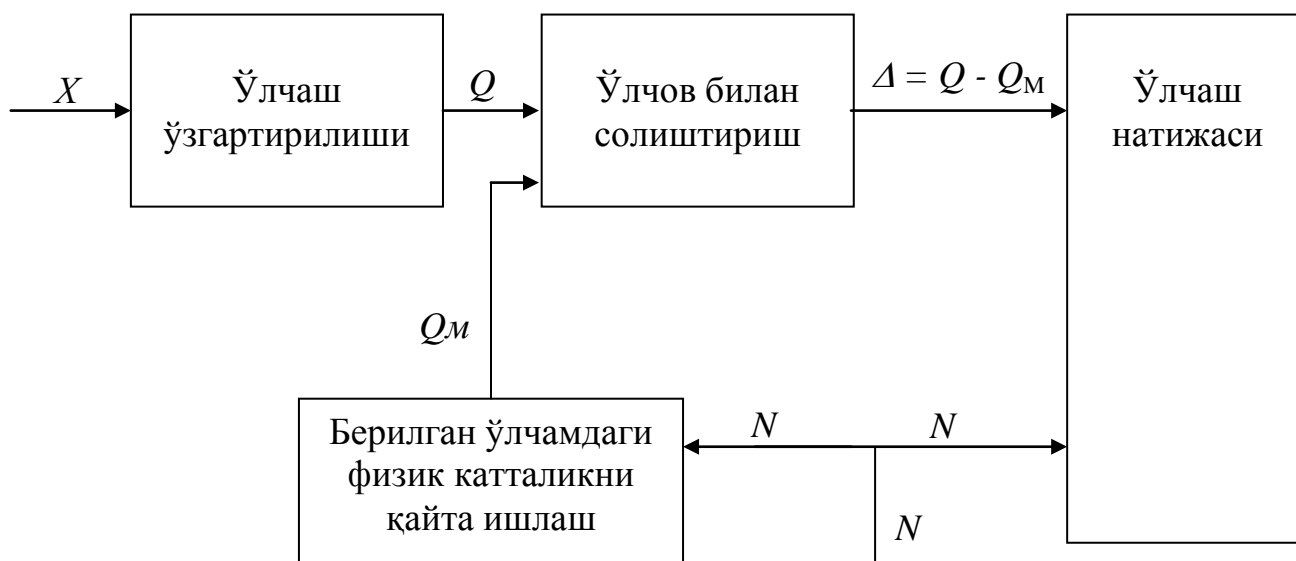 X
Ўлчаш
ўзгартирилиши
Q
Ўлчов билан
солиштириш
Δ = Q - QМ
Ўлчаш
натижаси
Qм
Берилган ўлчамдаги
физик катталикни
қайта ишлаш
N
N
N